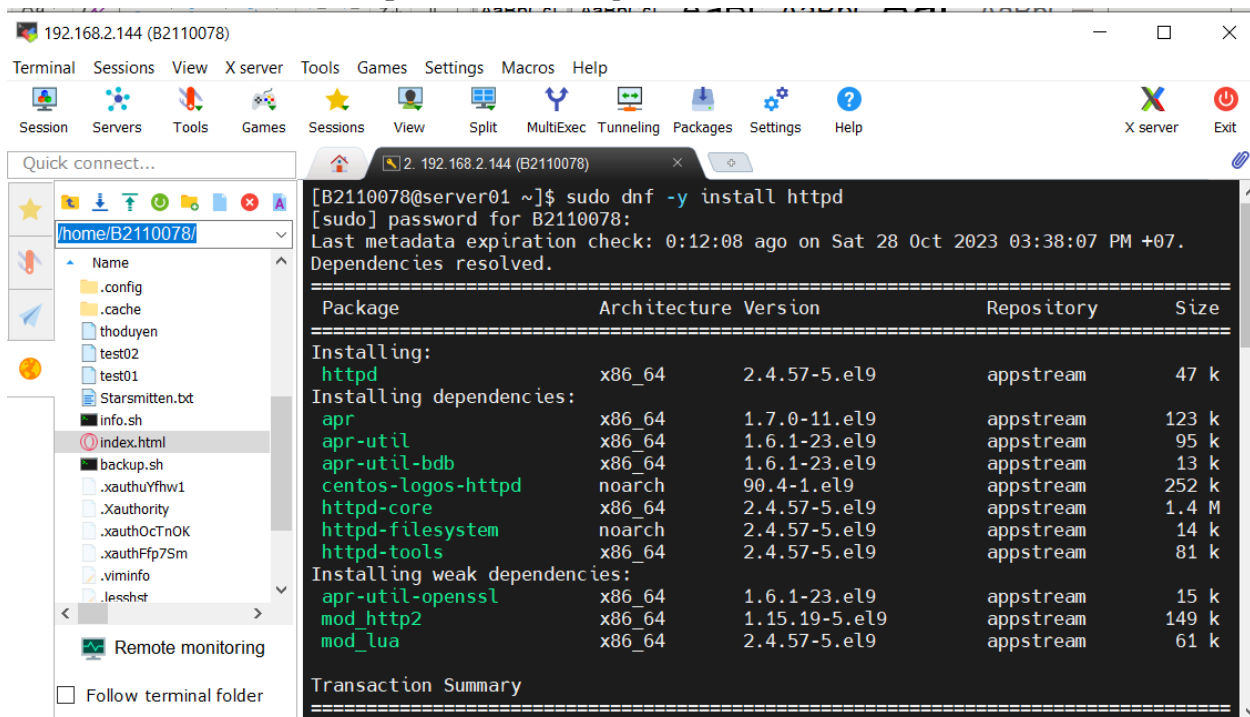 192.168.2.144 (B2110078)
Terminal Sessions View X server Tools Games Settings Macros Help
Session Servers Tools Games Sessions View Split MultiExec Tunneling Packages Settings Help X server Exit
Quick connect...
2. 192.168.2.144 (B2110078)
/home/B2110078/
Name
.config
.cache
thoduyen
test02
test01
Starsmitten.txt
info.sh
index.html
backup.sh
.xauthuYfhw1
.Xauthority
.xauthOcTnOK
.xauthFfp7Sm
.viminfo
.lesshst
Remote monitoring
Follow terminal folder
[B2110078@server01 ~]$ sudo dnf -y install httpd
[sudo] password for B2110078:
Last metadata expiration check: 0:12:08 ago on Sat 28 Oct 2023 03:38:07 PM +07.
Dependencies resolved.
================================================================================
Package Architecture Version Repository Size
================================================================================
Installing:
httpd x86_64 2.4.57-5.el9 appstream 47 k
Installing dependencies:
apr x86_64 1.7.0-11.el9 appstream 123 k
apr-util x86_64 1.6.1-23.el9 appstream 95 k
apr-util-bdb x86_64 1.6.1-23.el9 appstream 13 k
centos-logos-httpd noarch 90.4-1.el9 appstream 252 k
httpd-core x86_64 2.4.57-5.el9 appstream 1.4 M
httpd-filesystem noarch 2.4.57-5.el9 appstream 14 k
httpd-tools x86_64 2.4.57-5.el9 appstream 81 k
Installing weak dependencies:
apr-util-openssl x86_64 1.6.1-23.el9 appstream 15 k
mod_http2 x86_64 1.15.19-5.el9 appstream 149 k
mod_lua x86_64 2.4.57-5.el9 appstream 61 k
Transaction Summary
================================================================================